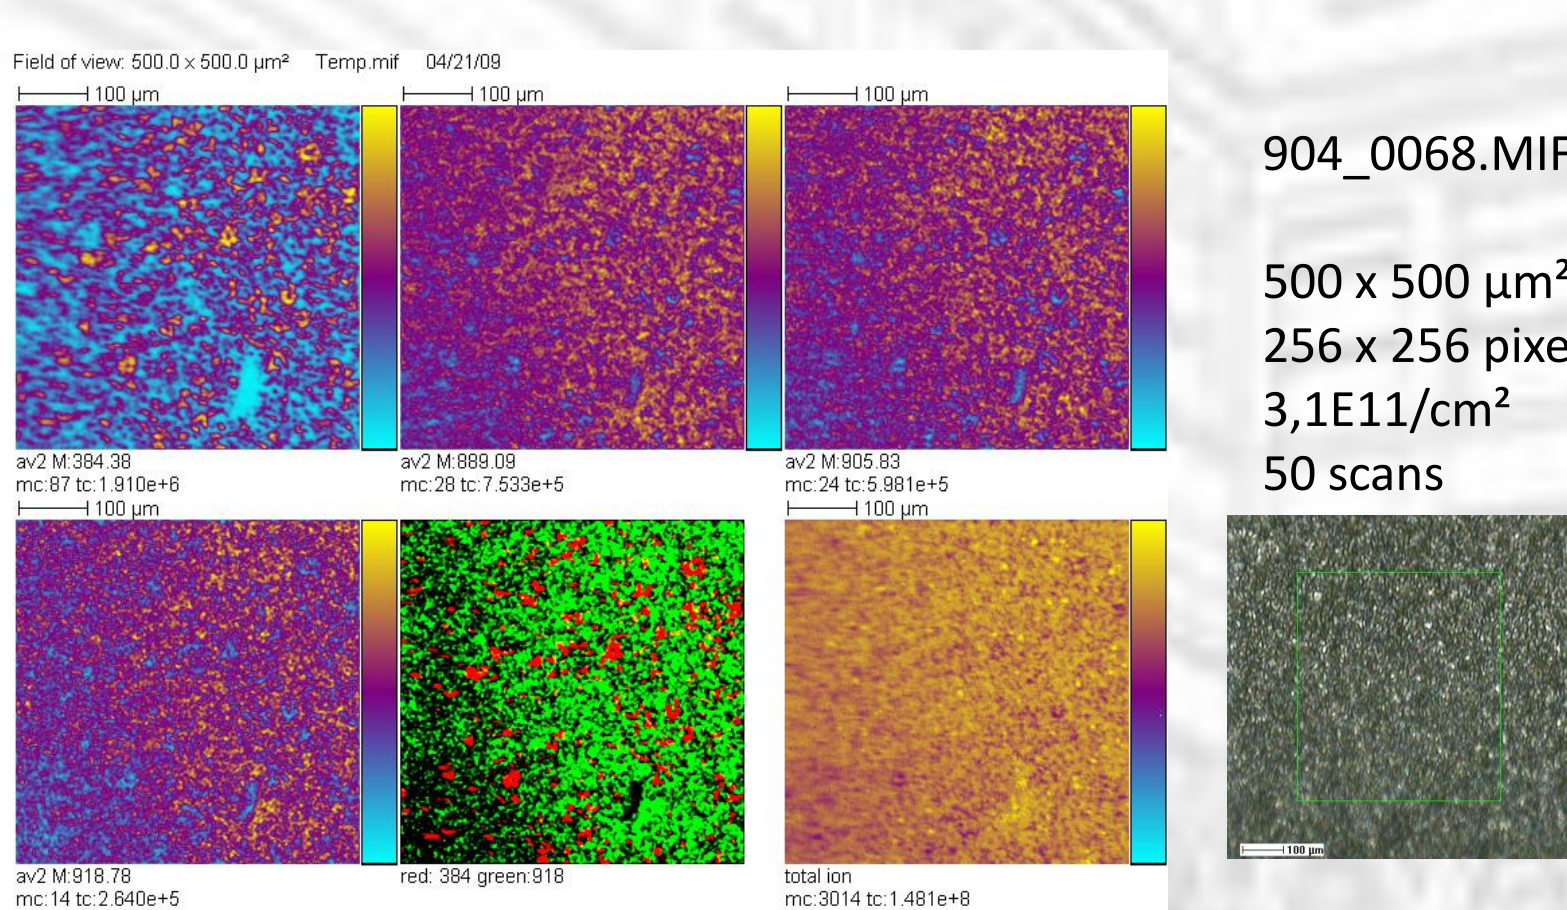 Field of view: 500.0 x 500.0 µm² Temp.mif 04/21/09
100 µm 100 µm 100 µm
av2 M:384.38 av2 M:889.09 av2 M:905.83
mc:87 tc:1.910e+6 mc:28 tc:7.533e+5 mc:24 tc:5.981e+5
100 µm 100 µm
av2 M:918.78 red: 384 green:918 total ion
mc:14 tc:2.640e+5 mc:3014 tc:1.481e+8
904_0068.MIF
500 x 500 µm²
256 x 256 pixe
3,1E11/cm²
50 scans
100 µm